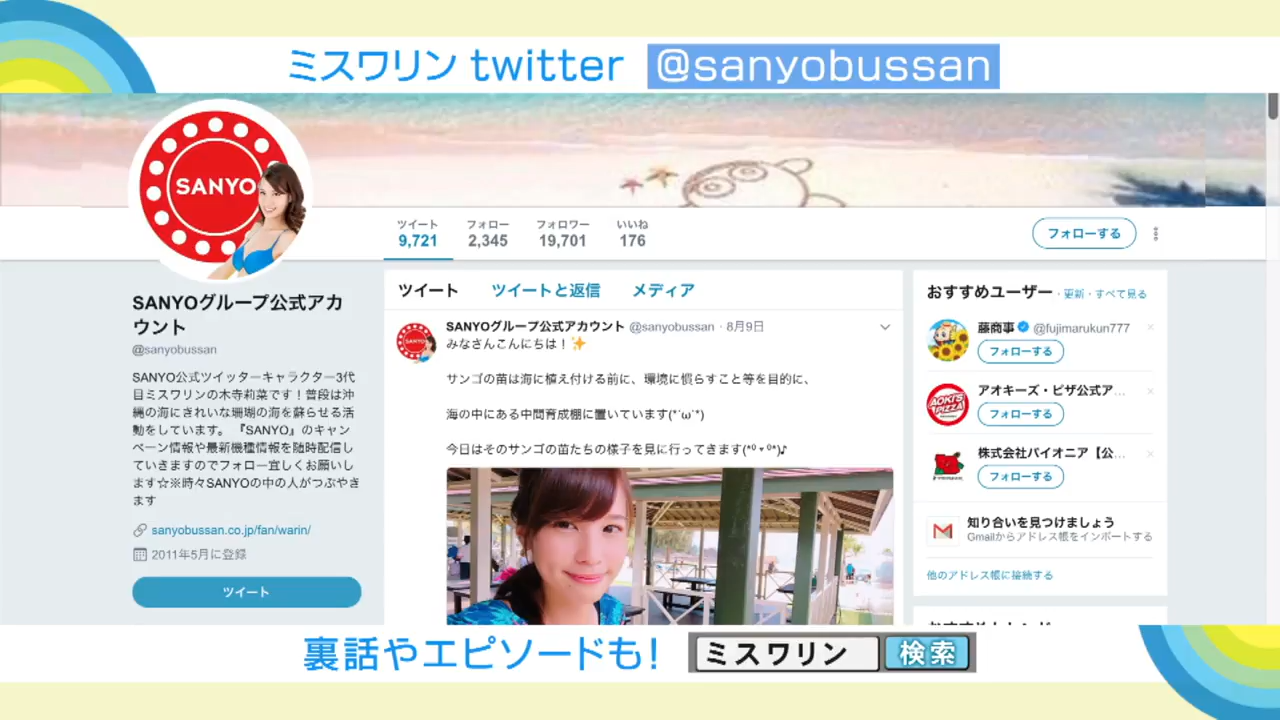 ミスワリン twitter @sanyobussan
SANYO
ツイート フォロー フォロワー いいね
9,721 2,345 19,701 176
フォローする
SANYOグループ公式アカ
ウント
@sanyobussan
SANYO公式ツイッターキャラクター3代
目ミスワリンの木寺莉菜です！普段は沖
縄の海にきれいな珊瑚の海を蘇らせる活
動をしています。『SANYO』のキャン
ペーン情報や最新機種情報を随時配信し
ていきますのでフォロー宜しくお願いし
ます☆※時々SANYOの中の人がつぶやき
ます
sanyobussan.co.jp/fan/warin/
2011年5月に登録
ツイート
ツイート ツイートと返信 メディア
SANYOグループ公式アカウント @sanyobussan · 8月9日
みなさんこんにちは！✨
サンゴの苗は海に植え付ける前に、環境に慣らすこと等を目的に、
海の中にある中間育成棚に置いています(*˙ω˙*)
今日はそのサンゴの苗たちの様子を見に行ってきます(*⁰▿⁰*)♪
SANYO
おすすめユーザー · 更新 · すべて見る
藤商事 @fujimarukun777
フォローする
アオキーズ・ピザ公式ア...
フォローする
AOKI'S
PIZZA
株式会社パイオニア【公...
フォローする
知り合いを見つけましょう
Gmailからアドレス帳をインポートする
他のアドレス帳に接続する
裏話やエピソードも！ ミスワリン 検索